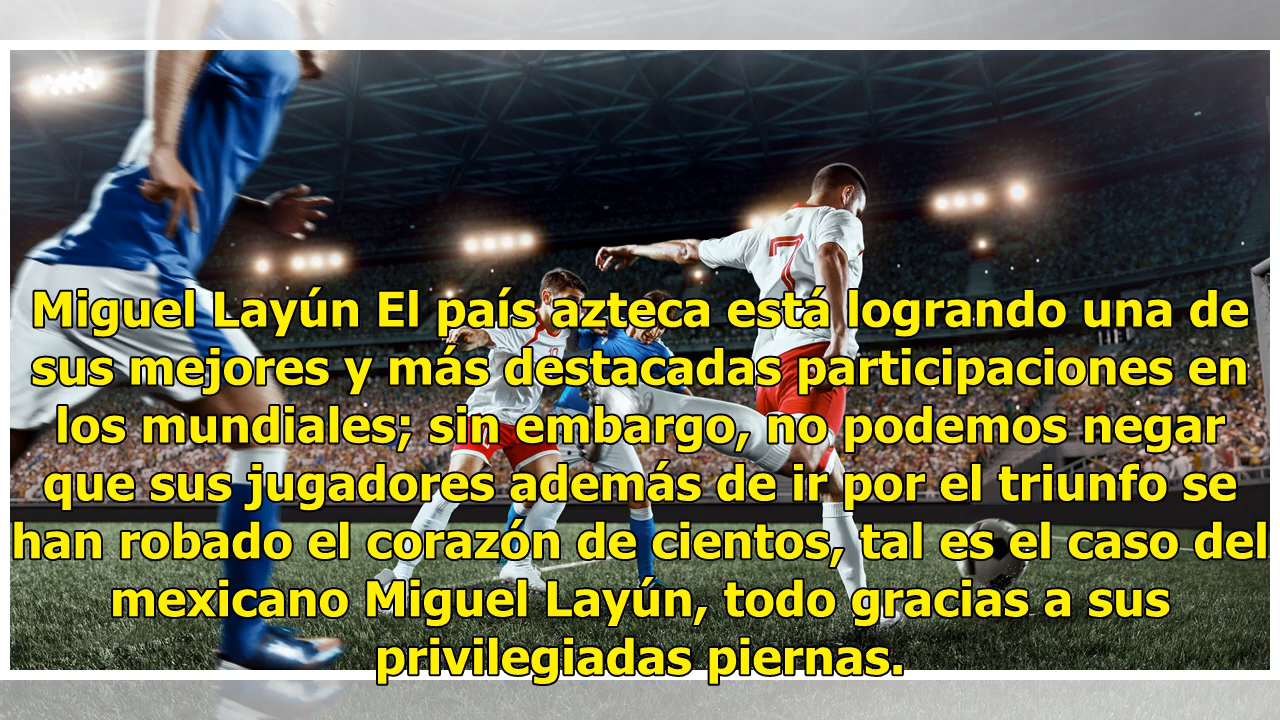 7
Miguel Layún El país azteca está logrando una de
sus mejores y más destacadas participaciones en
los mundiales; sin embargo, no podemos negar
que sus jugadores además de ir por el triunfo se
han robado el corazón de cientos, tal es el caso del
mexicano Miguel Layún, todo gracias a sus
privilegiadas piernas.